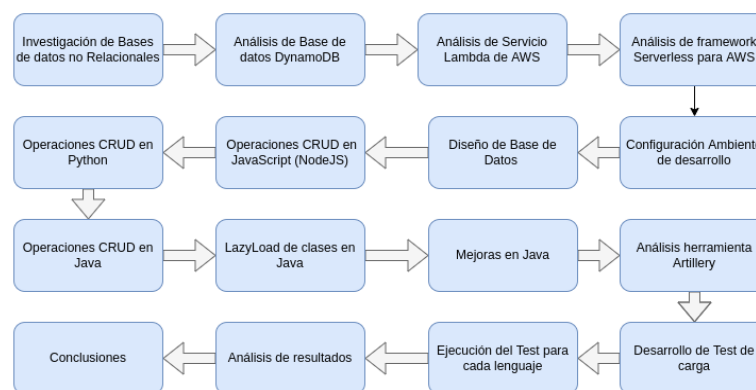 Investigación de Bases
de datos no Relacionales
Análisis de Base de
datos DynamoDB
Análisis de Servicio
Lambda de AWS
Análisis de framework
Serverless para AWS
Configuración Ambiente
de desarrollo
Diseño de Base de
Datos
Operaciones CRUD en
JavaScript (NodeJS)
Operaciones CRUD en
Python
Operaciones CRUD en
Java
LazyLoad de clases en
Java
Mejoras en Java
Análisis herramienta
Artillery
Desarrollo de Test de
carga
Ejecución del Test para
cada lenguaje
Análisis de resultados
Conclusiones